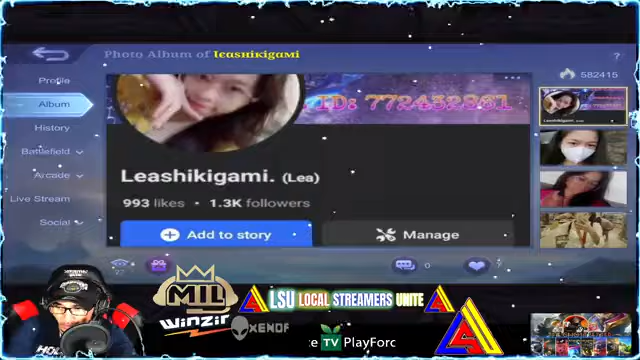 Photo Album of leashikigami
?
Profile
582415
Album
ID: 772432861
History
Battlefield
Arcade
Leashikigami. (Lea)
Live Stream
993 likes • 1.3K followers
Social
Add to story
Manage
0
MIL
LSU LOCAL STREAMERS UNITE
WINZIR
XENOF
TV PlayForc